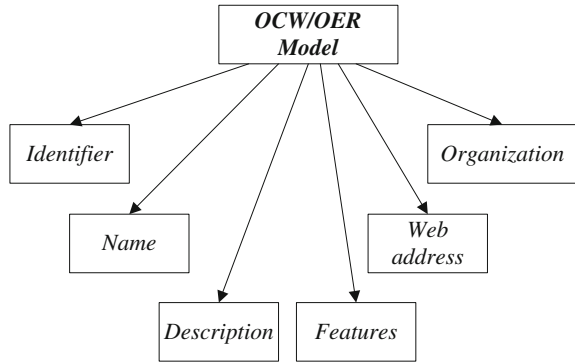 OCW/OER
Model
Identifier
Organization
Name
Web
address
Description
Features